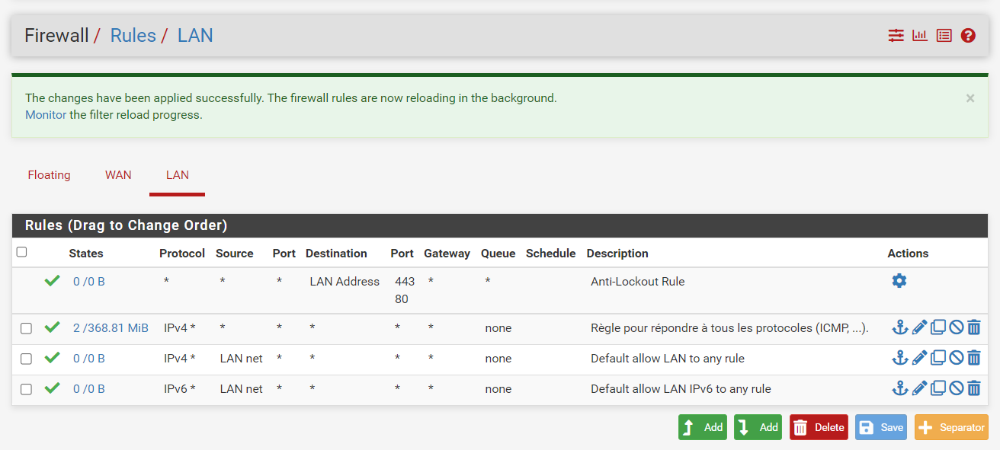 Firewall / Rules / LAN
The changes have been applied successfully. The firewall rules are now reloading in the background.
Monitor the filter reload progress.
Floating WAN LAN
Rules (Drag to Change Order)
States Protocol Source Port Destination Port Gateway Queue Schedule Description Actions
0 /0 B * * * LAN Address 443 * * Anti-Lockout Rule
80
2 /368.81 MiB IPv4 * * * * * * none Règle pour répondre à tous les protocoles (ICMP, ...).
0 /0 B IPv4 * LAN net * * * * none Default allow LAN to any rule
0 /0 B IPv6 * LAN net * * * * none Default allow LAN IPv6 to any rule
Add Add Delete Save Separator